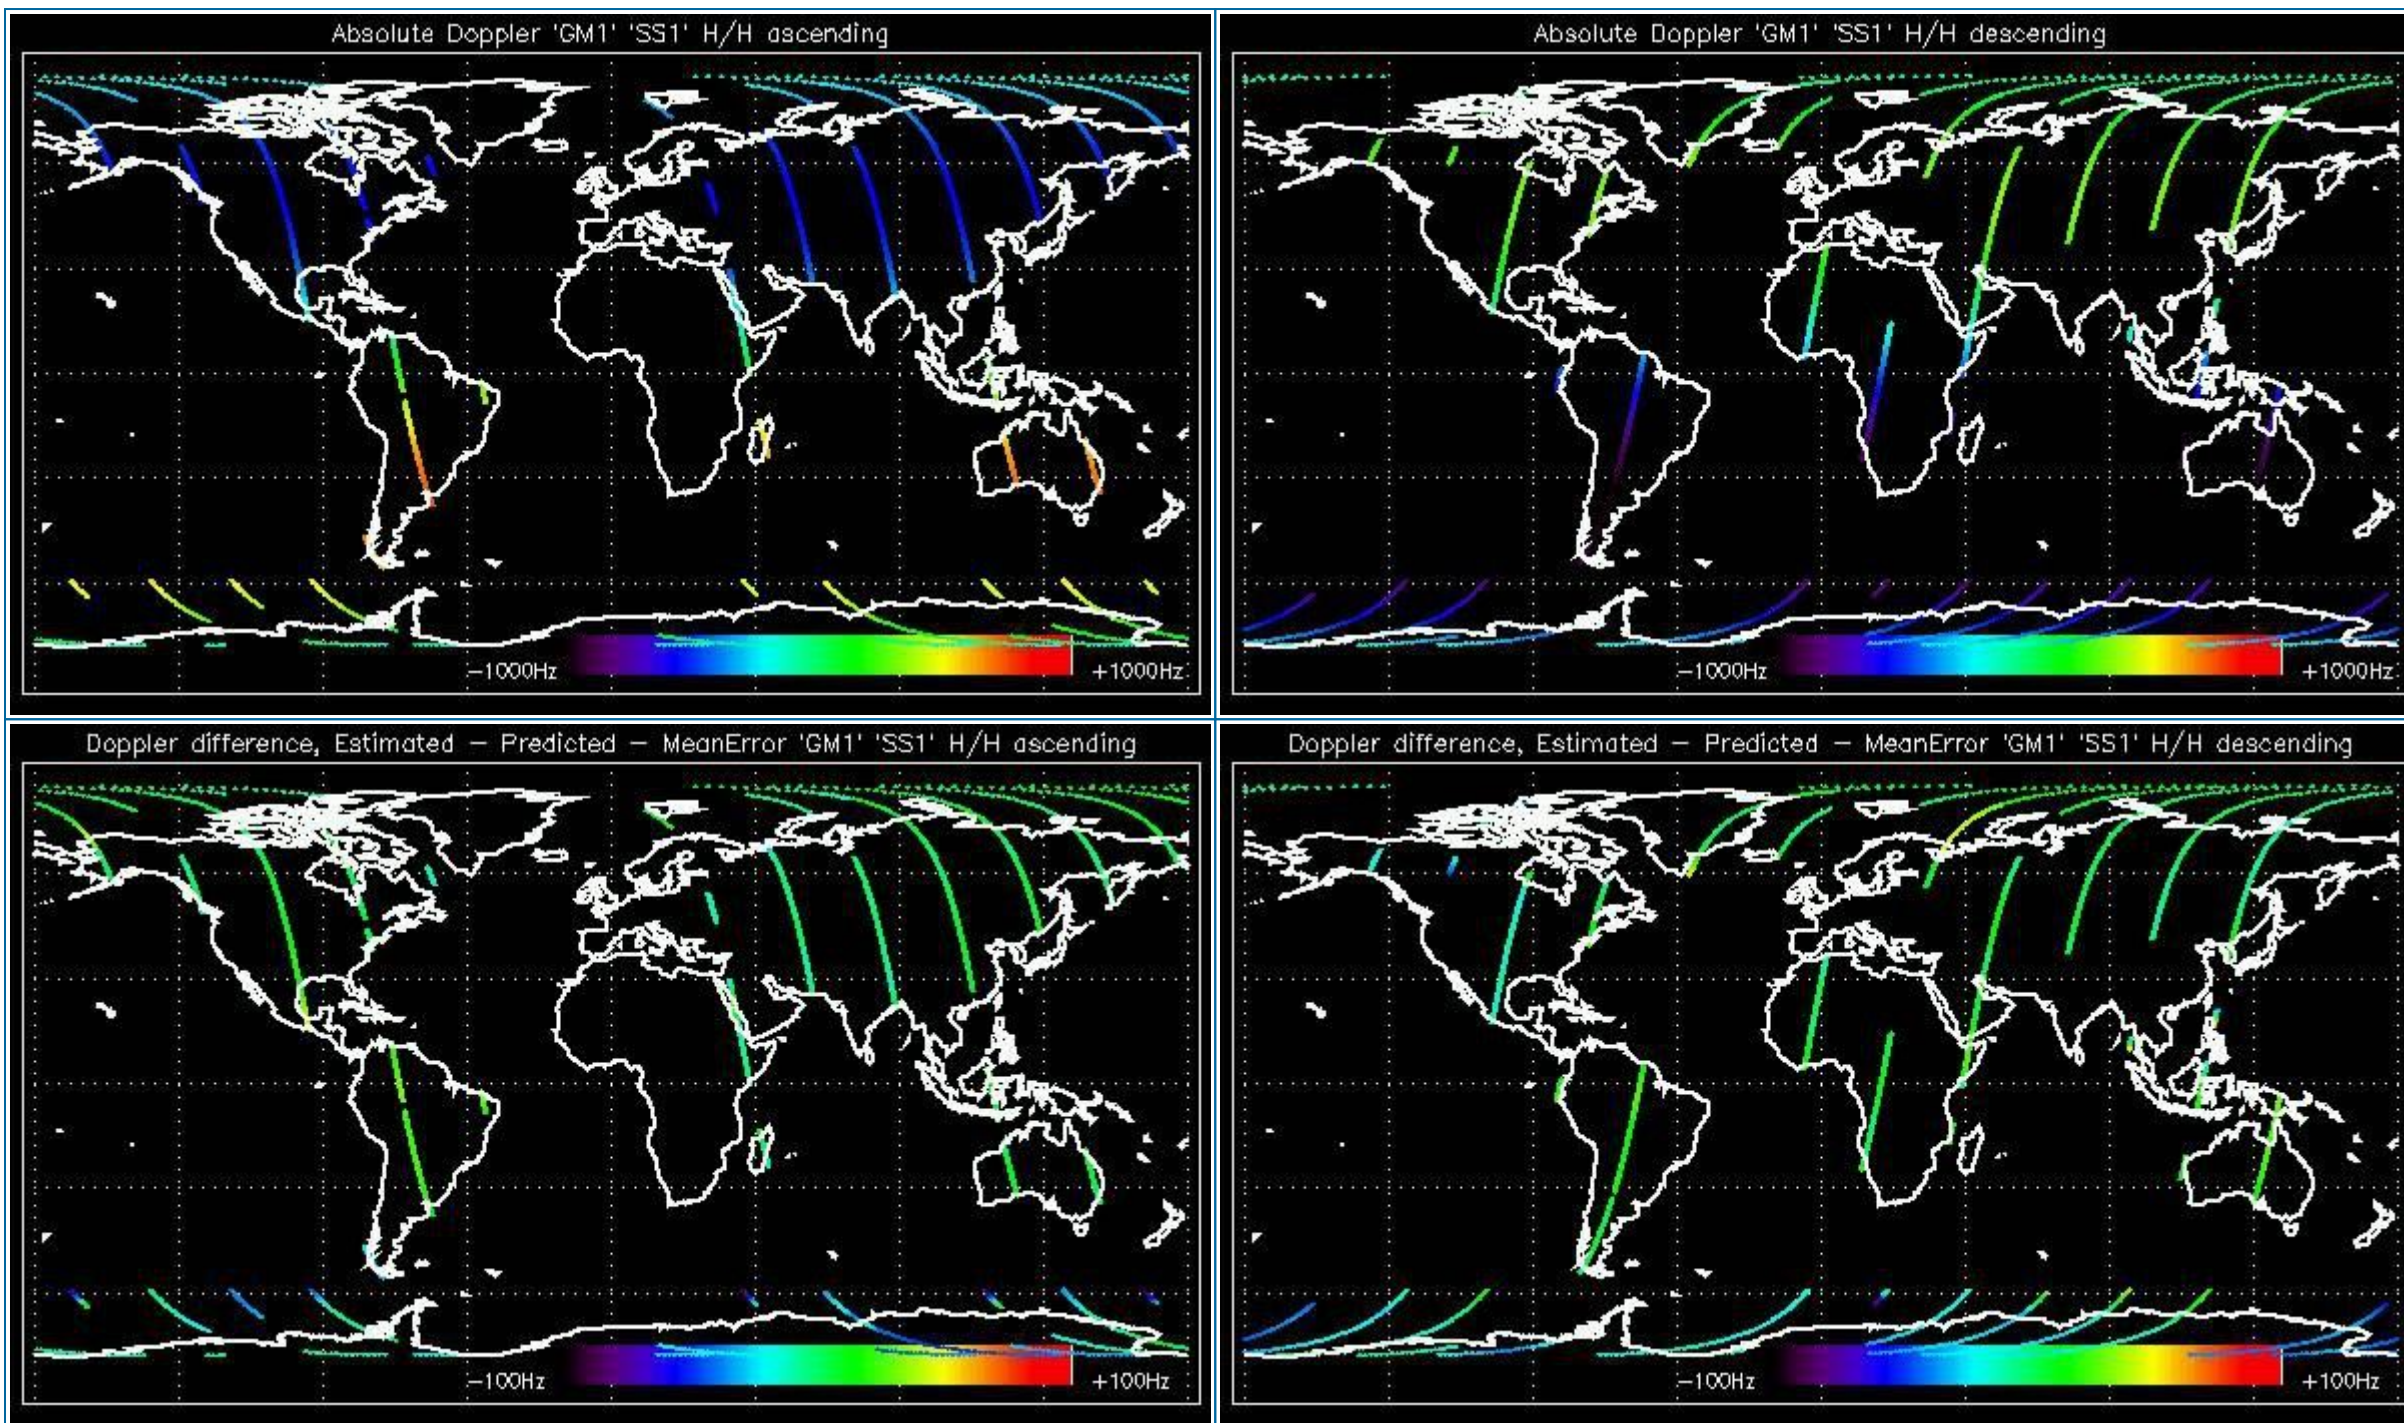 Absolute Doppler 'GM1' 'SS1' H/H ascending
-1000Hz +1000Hz
Absolute Doppler 'GM1' 'SS1' H/H descending
-1000Hz +1000Hz
Doppler difference, Estimated - Predicted - MeanError 'GM1' 'SS1' H/H ascending
-100Hz +100Hz
Doppler difference, Estimated - Predicted - MeanError 'GM1' 'SS1' H/H descending
-100Hz +100Hz